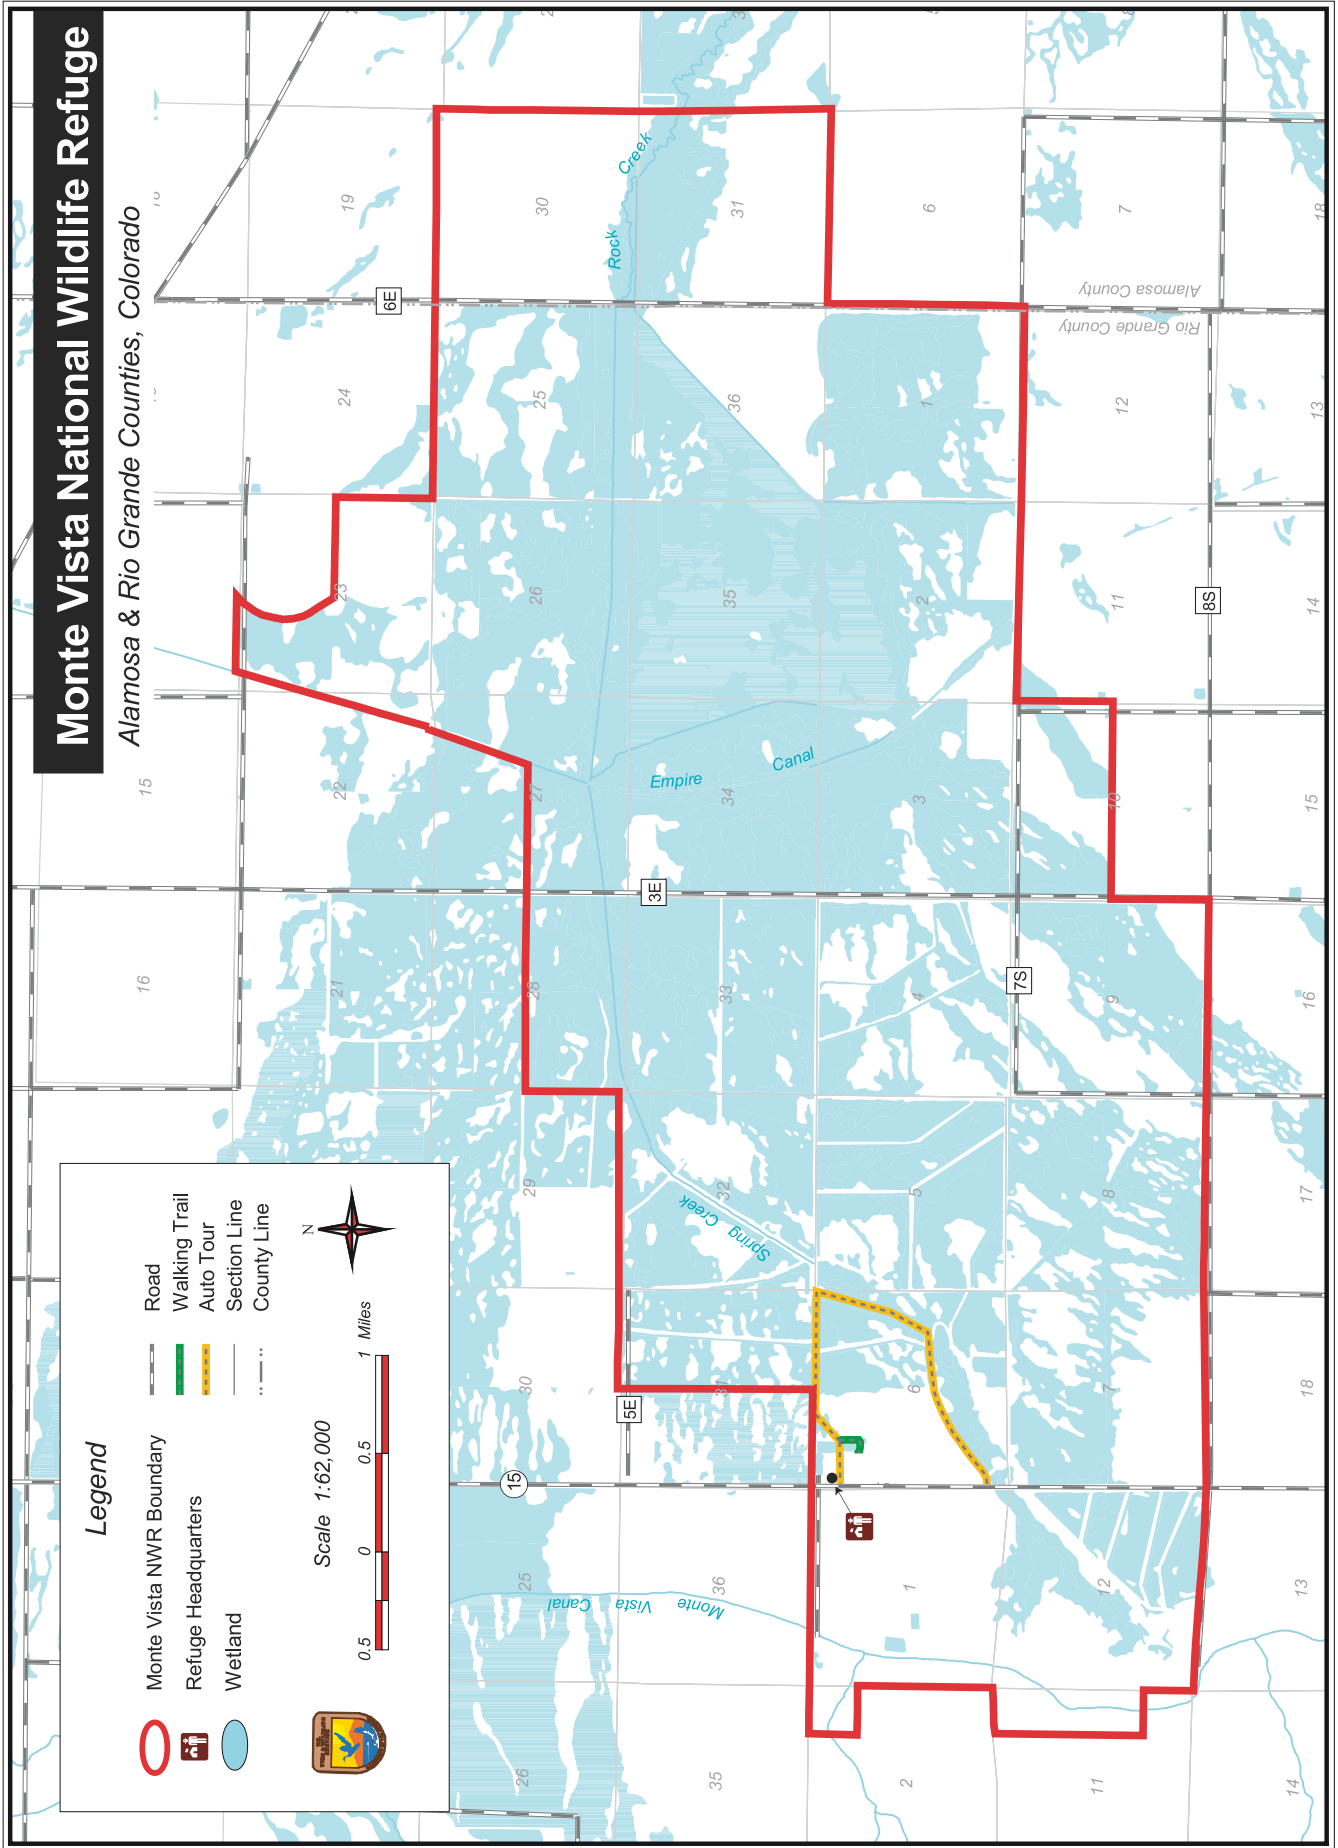 Monte Vista National Wildlife Refuge
Alamosa & Rio Grande Counties, Colorado
Legend
Monte Vista NWR Boundary
Refuge Headquarters
Wetland
Road
Walking Trail
Auto Tour
Section Line
County Line
Scale 1:62,000
0.5 0 0.5 1 Miles
N
15
16
22
21
23
24
19
6E
30
25
26
27
28
29
30
25
26
Rock Creek
31
36
35
34
33
32
31
36
35
Empire Canal
Spring Creek
Monte Vista Canal
3E
5E
15
6
1
2
3
4
5
6
1
2
7S
Alamosa County
Rio Grande County
7
12
11
10
9
8
7
12
11
8S
18
13
14
15
16
17
18
13
14